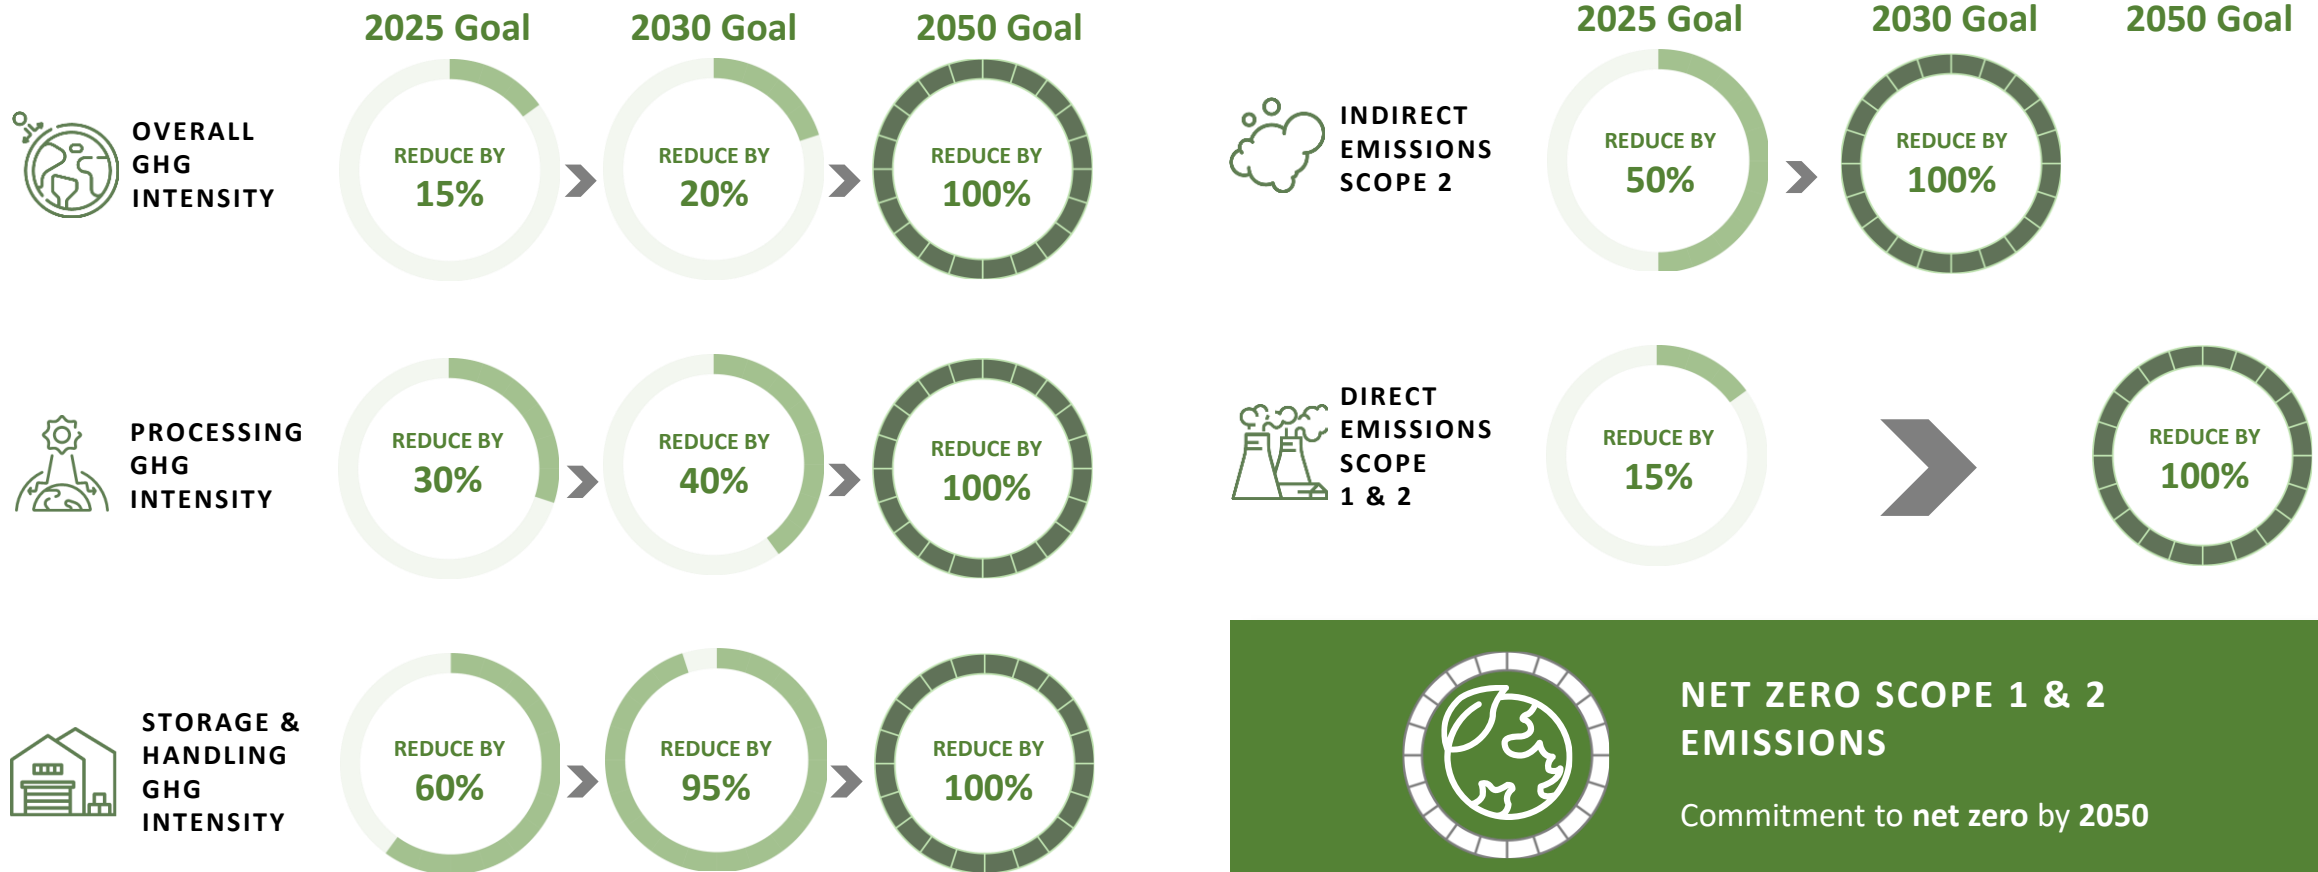 2025 Goal
2030 Goal
2050 Goal
OVERALL
GHG
INTENSITY
REDUCE BY
15%
REDUCE BY
20%
REDUCE BY
100%
PROCESSING
GHG
INTENSITY
REDUCE BY
30%
REDUCE BY
40%
REDUCE BY
100%
STORAGE &
HANDLING
GHG
INTENSITY
REDUCE BY
60%
REDUCE BY
95%
REDUCE BY
100%
2025 Goal
2030 Goal
2050 Goal
INDIRECT
EMISSIONS
SCOPE 2
REDUCE BY
50%
REDUCE BY
100%
DIRECT
EMISSIONS
SCOPE
1 & 2
REDUCE BY
15%
REDUCE BY
100%
NET ZERO SCOPE 1 & 2
EMISSIONS
Commitment to net zero by 2050